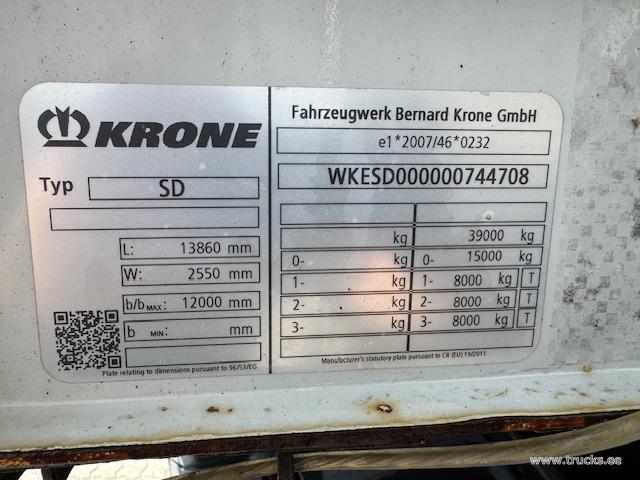 KRONE
Typ SD
L: 13860 mm
W: 2550 mm
b/b MAX: 12000 mm
b MIN: mm
Plate relating to dimensions pursuant to 96/53/EG
Fahrzeugwerk Bernard Krone GmbH
e1*2007/46*0232
WKESD000000744708
kg 39000 kg
0- kg 0- 15000 kg
1- kg 1- 8000 kg T
2- kg 2- 8000 kg T
3- kg 3- 8000 kg T
Manufacturer's statutory plate pursuant to CR (EU) 19/2011
www.trucks.ee